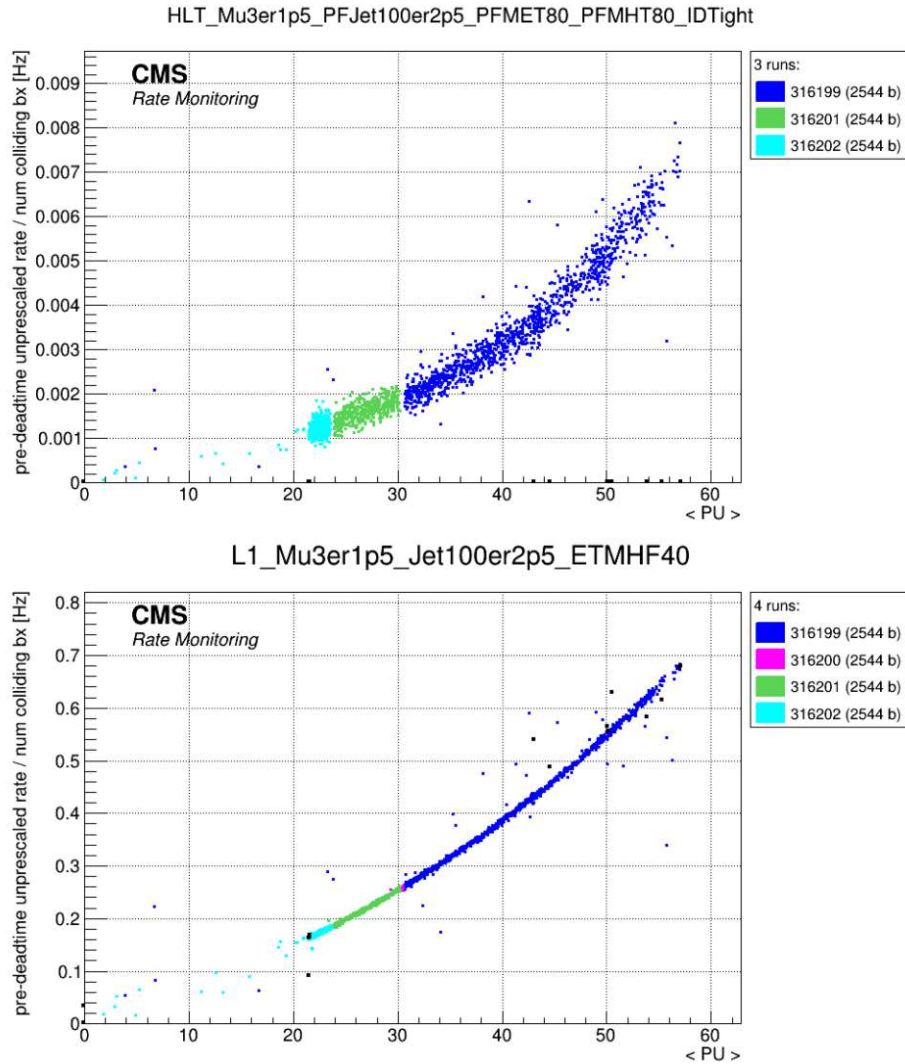 HLT_Mu3er1p5_PFJet100er2p5_PFMET80_PFMHT80_IDTight
pre-deadtime unprescaled rate / num colliding bx [Hz]
CMS
Rate Monitoring
0.009
0.008
0.007
0.006
0.005
0.004
0.003
0.002
0.001
0
0 10 20 30 40 50 60
< PU >
3 runs:
316199 (2544 b)
316201 (2544 b)
316202 (2544 b)
L1_Mu3er1p5_Jet100er2p5_ETMHF40
pre-deadtime unprescaled rate / num colliding bx [Hz]
CMS
Rate Monitoring
0.8
0.7
0.6
0.5
0.4
0.3
0.2
0.1
0
0 10 20 30 40 50 60
< PU >
4 runs:
316199 (2544 b)
316200 (2544 b)
316201 (2544 b)
316202 (2544 b)